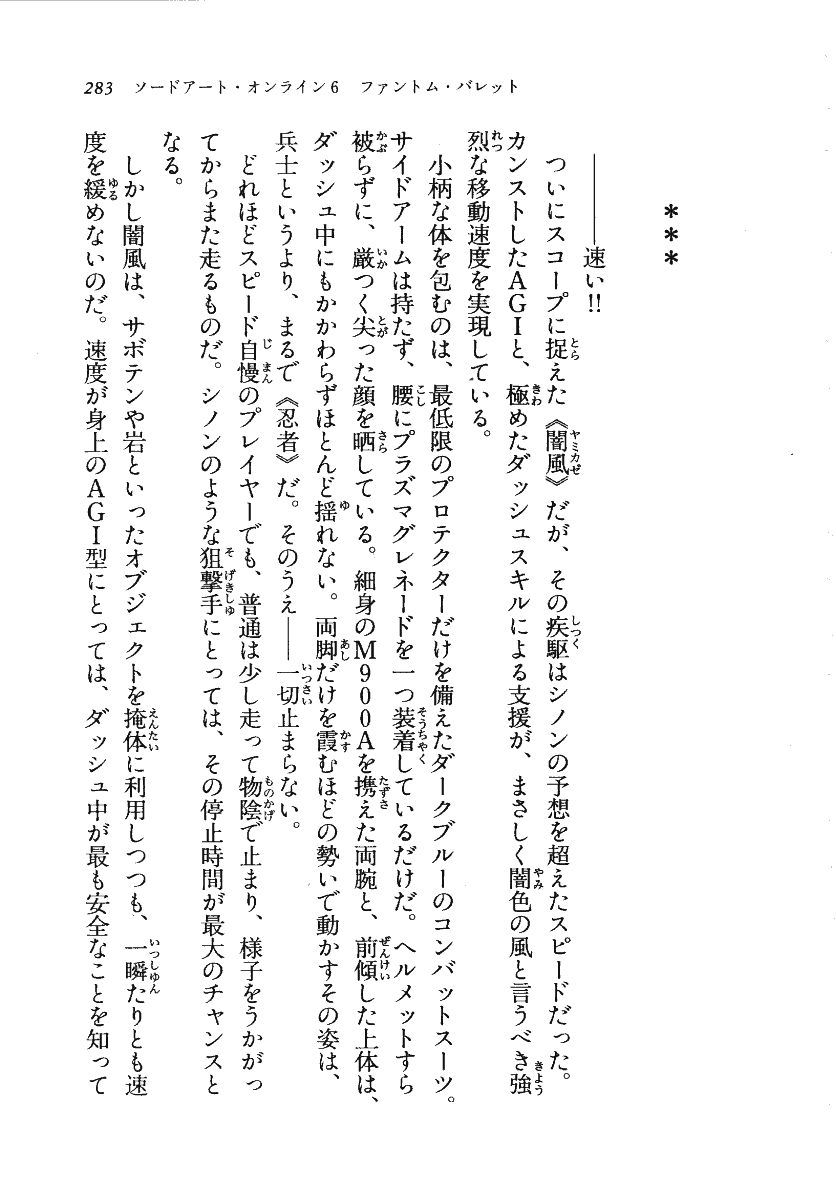 283 ソードアート・オンライン6 ファントム・バレット
＊＊＊
――――速い!!
ついにスコープに捉えた《闇風》だが、その疾駆はシノンの予想を超えたスピードだった。
カンストしたAGIと、極めたダッシュスキルによる支援が、まさしく闇色の風と言うべき強
烈な移動速度を実現している。
小柄な体を包むのは、最低限のプロテクターだけを備えたダークブルーのコンバットスーツ。
サイドアームは持たず、腰にプラズマグレネードを一つ装着しているだけだ。ヘルメットすら
被らずに、厳つく尖った顔を晒している。細身のM900Aを携えた両腕と、前傾した上体は、
ダッシュ中にもかかわらずほとんど揺れない。両脚だけを霞むほどの勢いで動かすその姿は、
兵士というより、まるで《忍者》だ。そのうえ――一切止まらない。
どれほどスピード自慢のプレイヤーでも、普通は少し走って物陰で止まり、様子をうかがっ
てからまた走るものだ。シノンのような狙撃手にとっては、その停止時間が最大のチャンスと
なる。
しかし闇風は、サボテンや岩といったオブジェクトを掩体に利用しつつも、一瞬たりとも速
度を緩めないのだ。速度が身上のAGI型にとっては、ダッシュ中が最も安全なことを知って